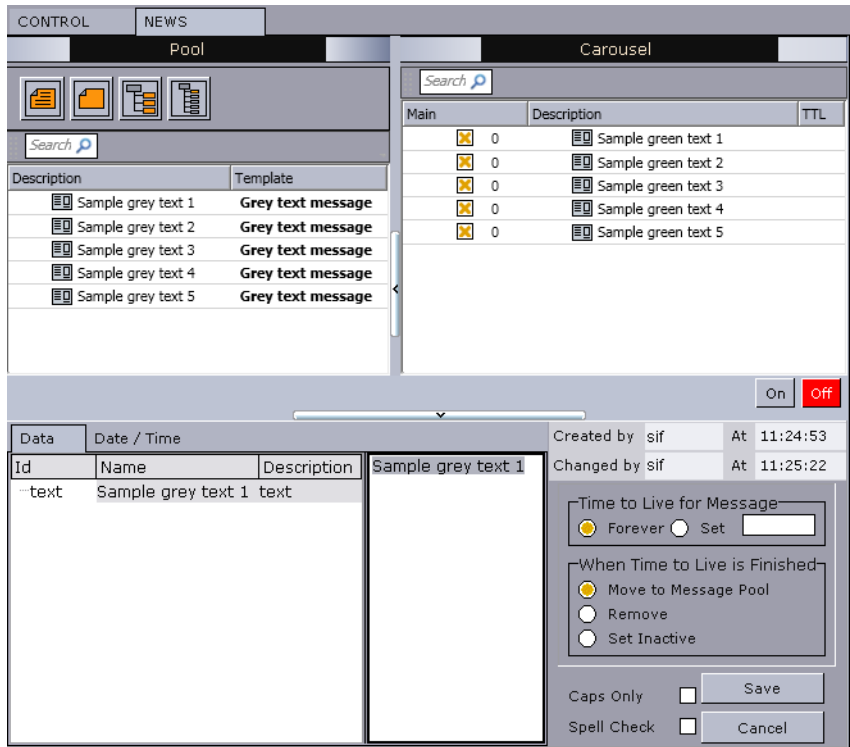 CONTROL NEWS
Pool
Search
Description Template
Sample grey text 1 Grey text message
Sample grey text 2 Grey text message
Sample grey text 3 Grey text message
Sample grey text 4 Grey text message
Sample grey text 5 Grey text message
Carousel
Search
Main Description TTL
0 Sample green text 1
0 Sample green text 2
0 Sample green text 3
0 Sample green text 4
0 Sample green text 5
On Off
Data Date / Time
Id Name Description
text Sample grey text 1 text
Sample grey text 1
Created by sif At 11:24:53
Changed by sif At 11:25:22
Time to Live for Message
Forever Set
When Time to Live is Finished
Move to Message Pool
Remove
Set Inactive
Caps Only Save
Spell Check Cancel